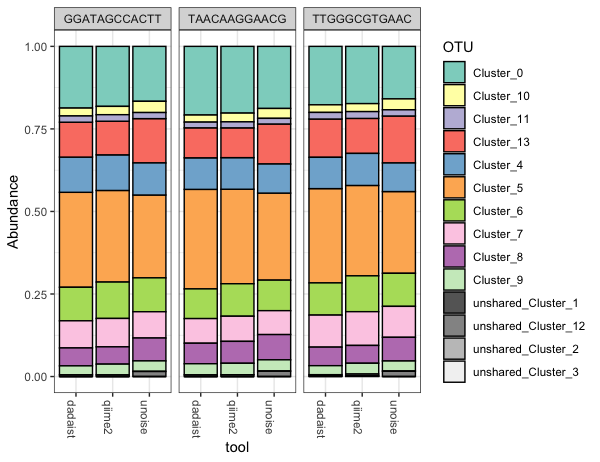 GGATAGCCACTT TAACAAGGAACG TTGGGCGTGAAC
OTU
Cluster_0
Cluster_10
Cluster_11
Cluster_13
Cluster_4
Cluster_5
Cluster_6
Cluster_7
Cluster_8
Cluster_9
unshared_Cluster_1
unshared_Cluster_12
unshared_Cluster_2
unshared_Cluster_3
Abundance
1.00
0.75
0.50
0.25
0.00
dadaist qiime2 unoise dadaist qiime2 unoise dadaist qiime2 unoise
tool